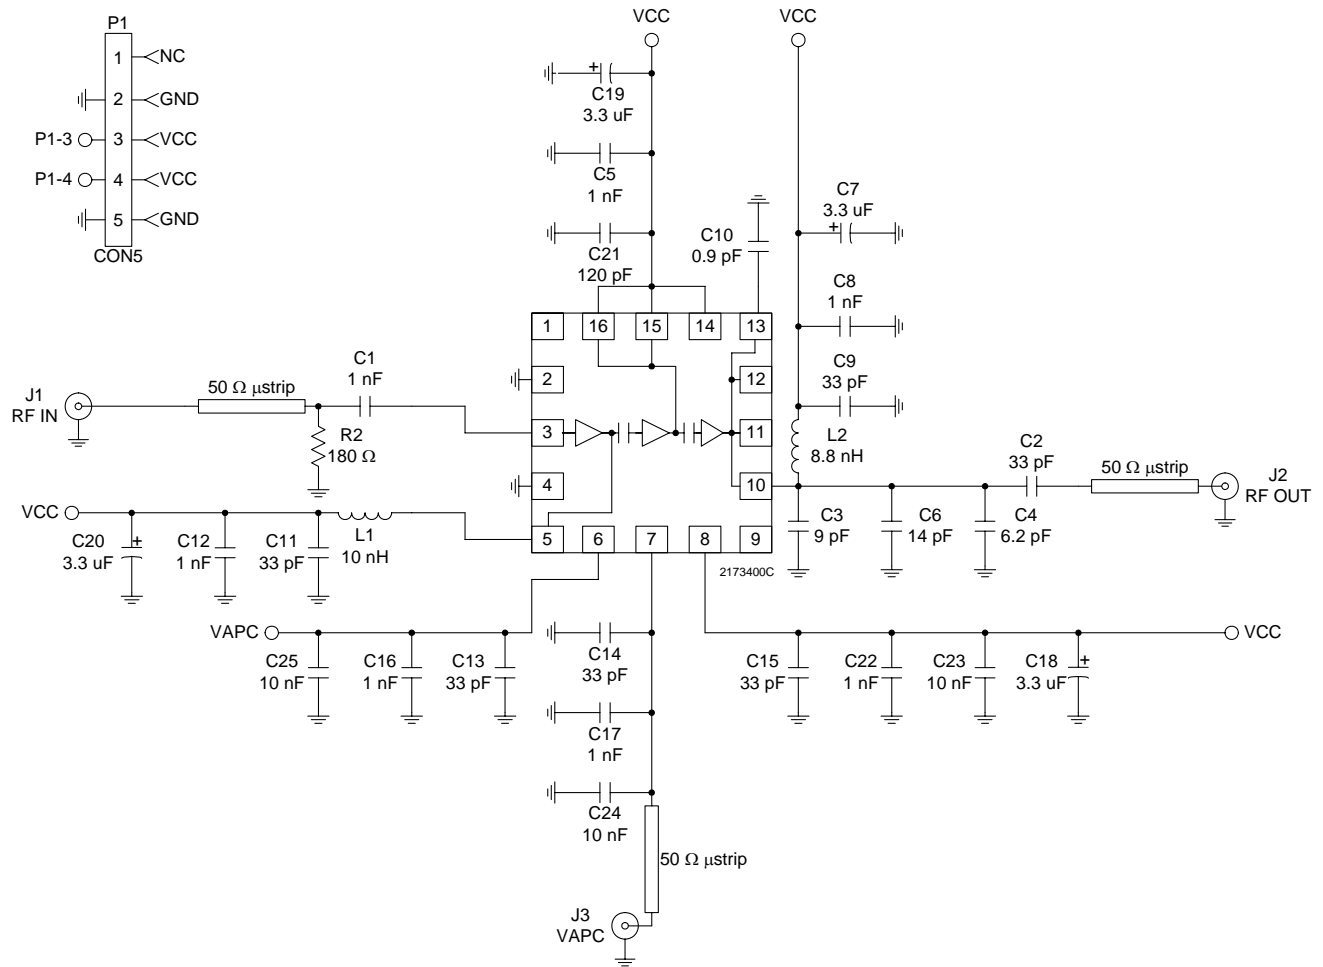 P1
1 NC
2 GND
P1-3 3 VCC
P1-4 4 VCC
5 GND
CON5
VCC
+
C19
3.3 uF
C5
1 nF
C21
120 pF
C10
0.9 pF
VCC
C7
3.3 uF
+
C8
1 nF
C9
33 pF
L2
8.8 nH
J1
RF IN
50 Ω µstrip
C1
1 nF
R2
180 Ω
1 16 15 14 13
2 12
3 11
4 10
5 6 7 8 9
2173400C
C2
33 pF
50 Ω µstrip
J2
RF OUT
C3
9 pF
C6
14 pF
C4
6.2 pF
VCC
C20
3.3 uF
+
C12
1 nF
C11
33 pF
L1
10 nH
VAPC
C25
10 nF
C16
1 nF
C13
33 pF
C14
33 pF
C17
1 nF
C24
10 nF
50 Ω µstrip
J3
VAPC
VCC
C15
33 pF
C22
1 nF
C23
10 nF
C18
3.3 uF
+